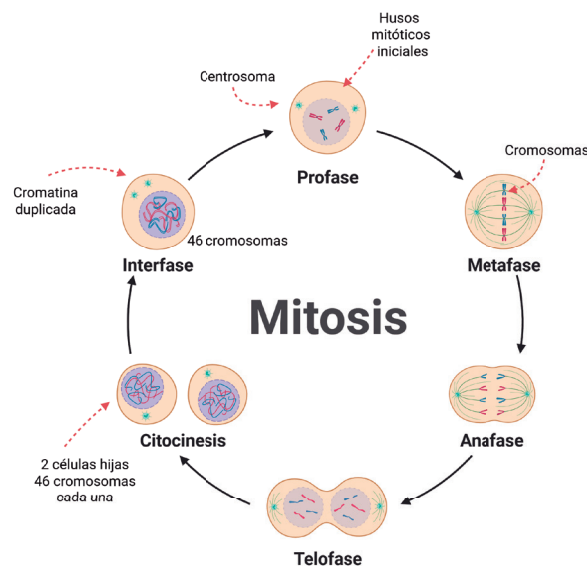 Husos
mitóticos
iniciales
Centrosoma
Profase
Cromosomas
Metafase
Cromatina
duplicada
46 cromosomas
Interfase
Mitosis
Anafase
Citocinesis
2 células hijas
46 cromosomas
cada una
Telofase